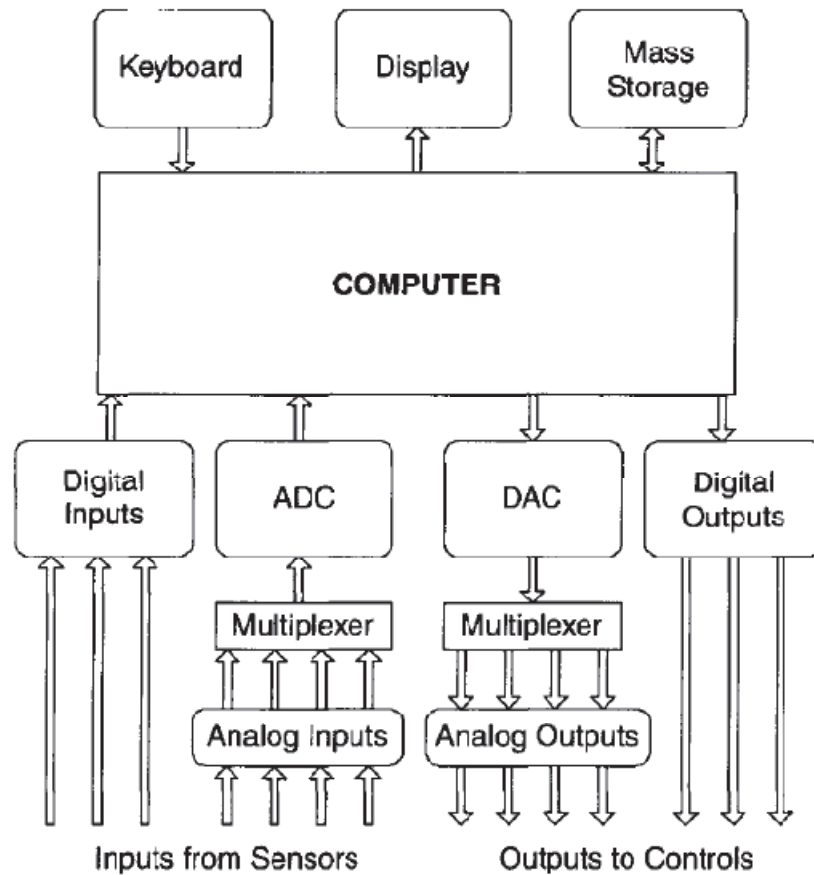 Keyboard
Display
Mass
Storage
COMPUTER
Digital
Inputs
ADC
DAC
Digital
Outputs
Multiplexer
Multiplexer
Analog Inputs
Analog Outputs
Inputs from Sensors
Outputs to Controls